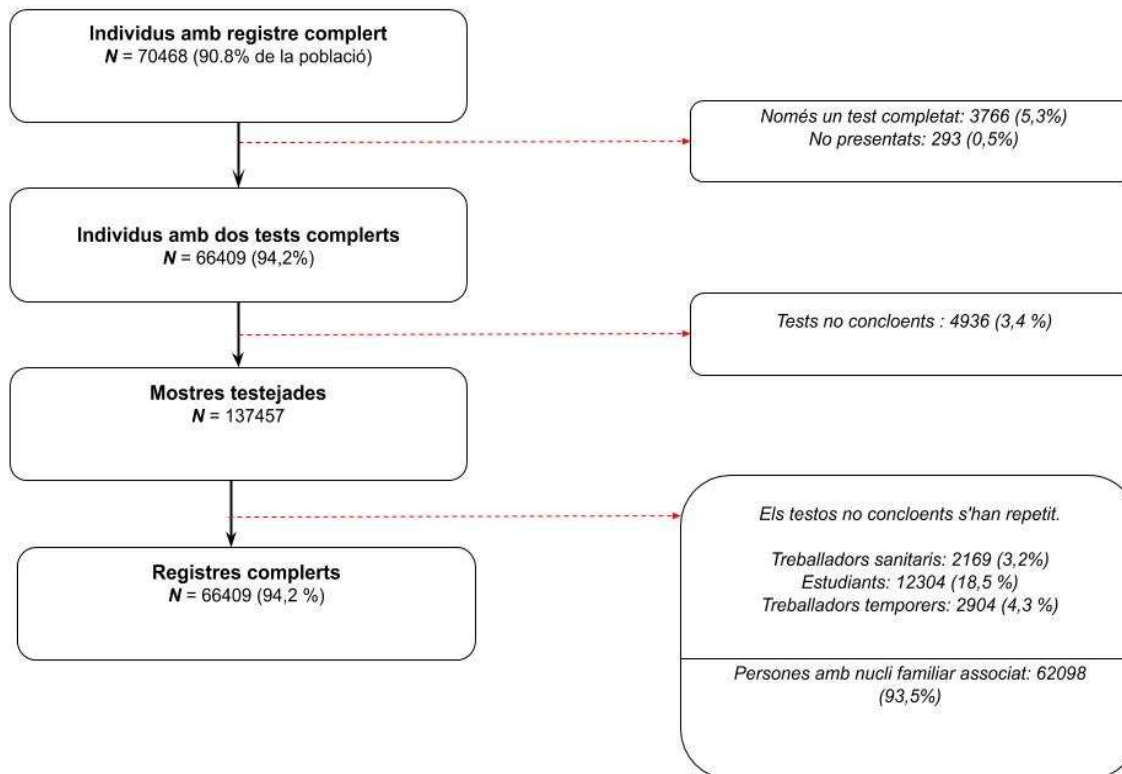 Individus amb registre complert
N = 70468 (90.8% de la població)
Només un test completat: 3766 (5,3%)
No presentats: 293 (0,5%)
Individus amb dos tests complerts
N = 66409 (94,2%)
Tests no concloents : 4936 (3,4 %)
Mostres testejades
N = 137457
Els testos no concloents s'han repetit.
Treballadors sanitaris: 2169 (3,2%)
Estudiants: 12304 (18,5 %)
Treballadors temporers: 2904 (4,3 %)
Registres complerts
N = 66409 (94,2 %)
Persones amb nucli familiar associat: 62098
(93,5%)